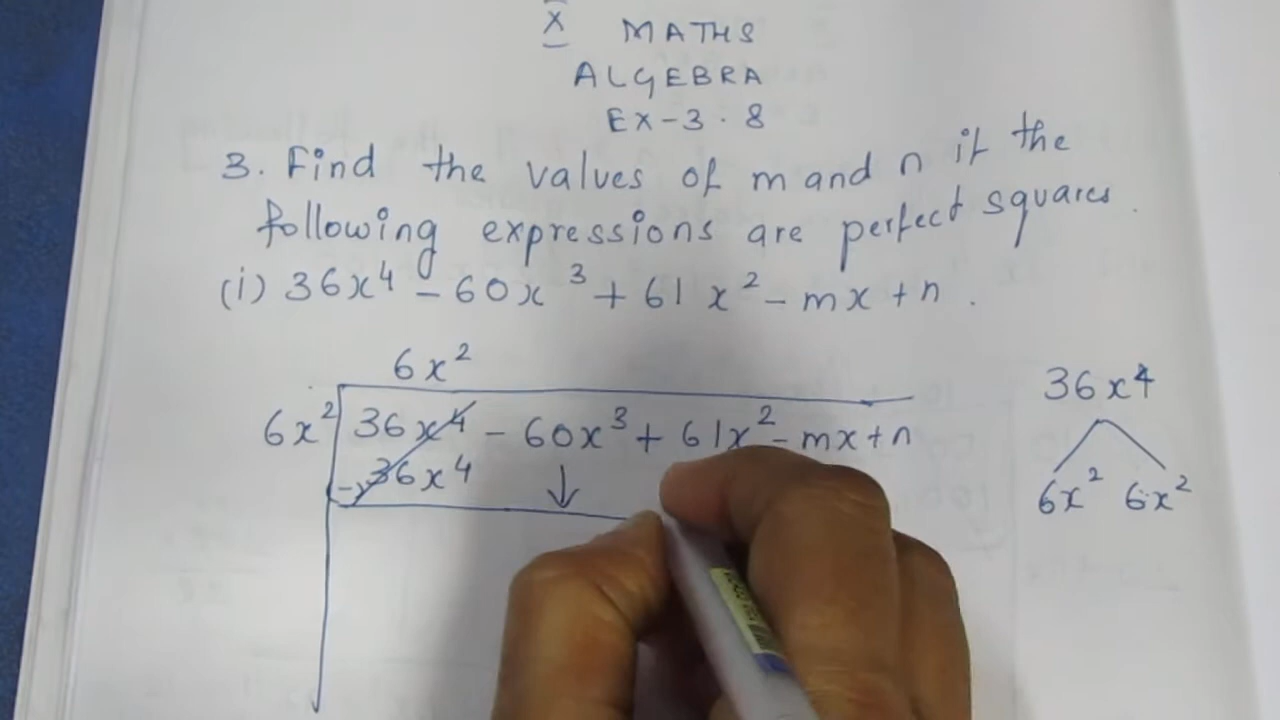 X MATHS
ALGEBRA
EX-3.8
3. Find the values of m and n if the
following expressions are perfect squares.
(i) 36x⁴ - 60x³ + 61x² - mx + n.
6x²
6x² 36x⁴ - 60x³ + 61x² - mx + n
(-) 36x⁴ ↓
36x⁴
6x² 6x²